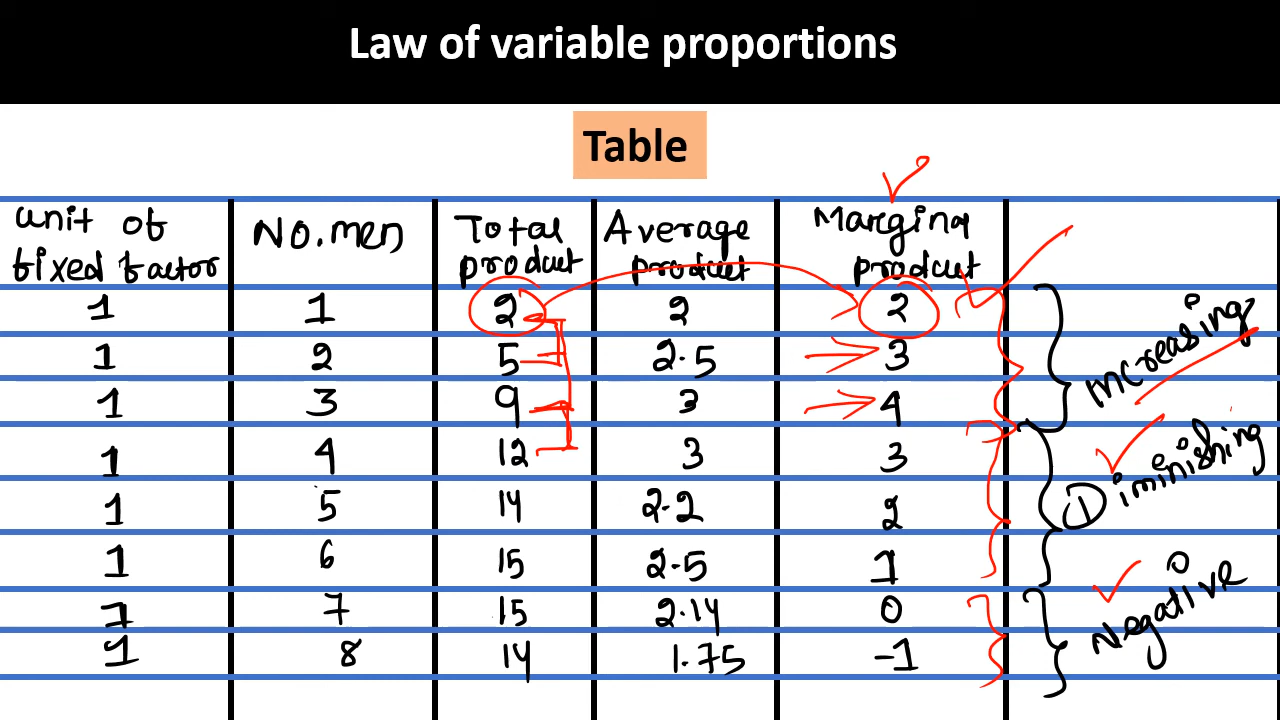 Law of variable proportions
Table
unit of fixed factor No. men Total product Average product Marginal product
1 1 2 2 2
1 2 5 2.5 3
1 3 9 3 4
1 4 12 3 3
1 5 14 2.2 2
1 6 15 2.5 1
1 7 15 2.14 0
1 8 14 1.75 -1
increasing
Diminishing
Negative